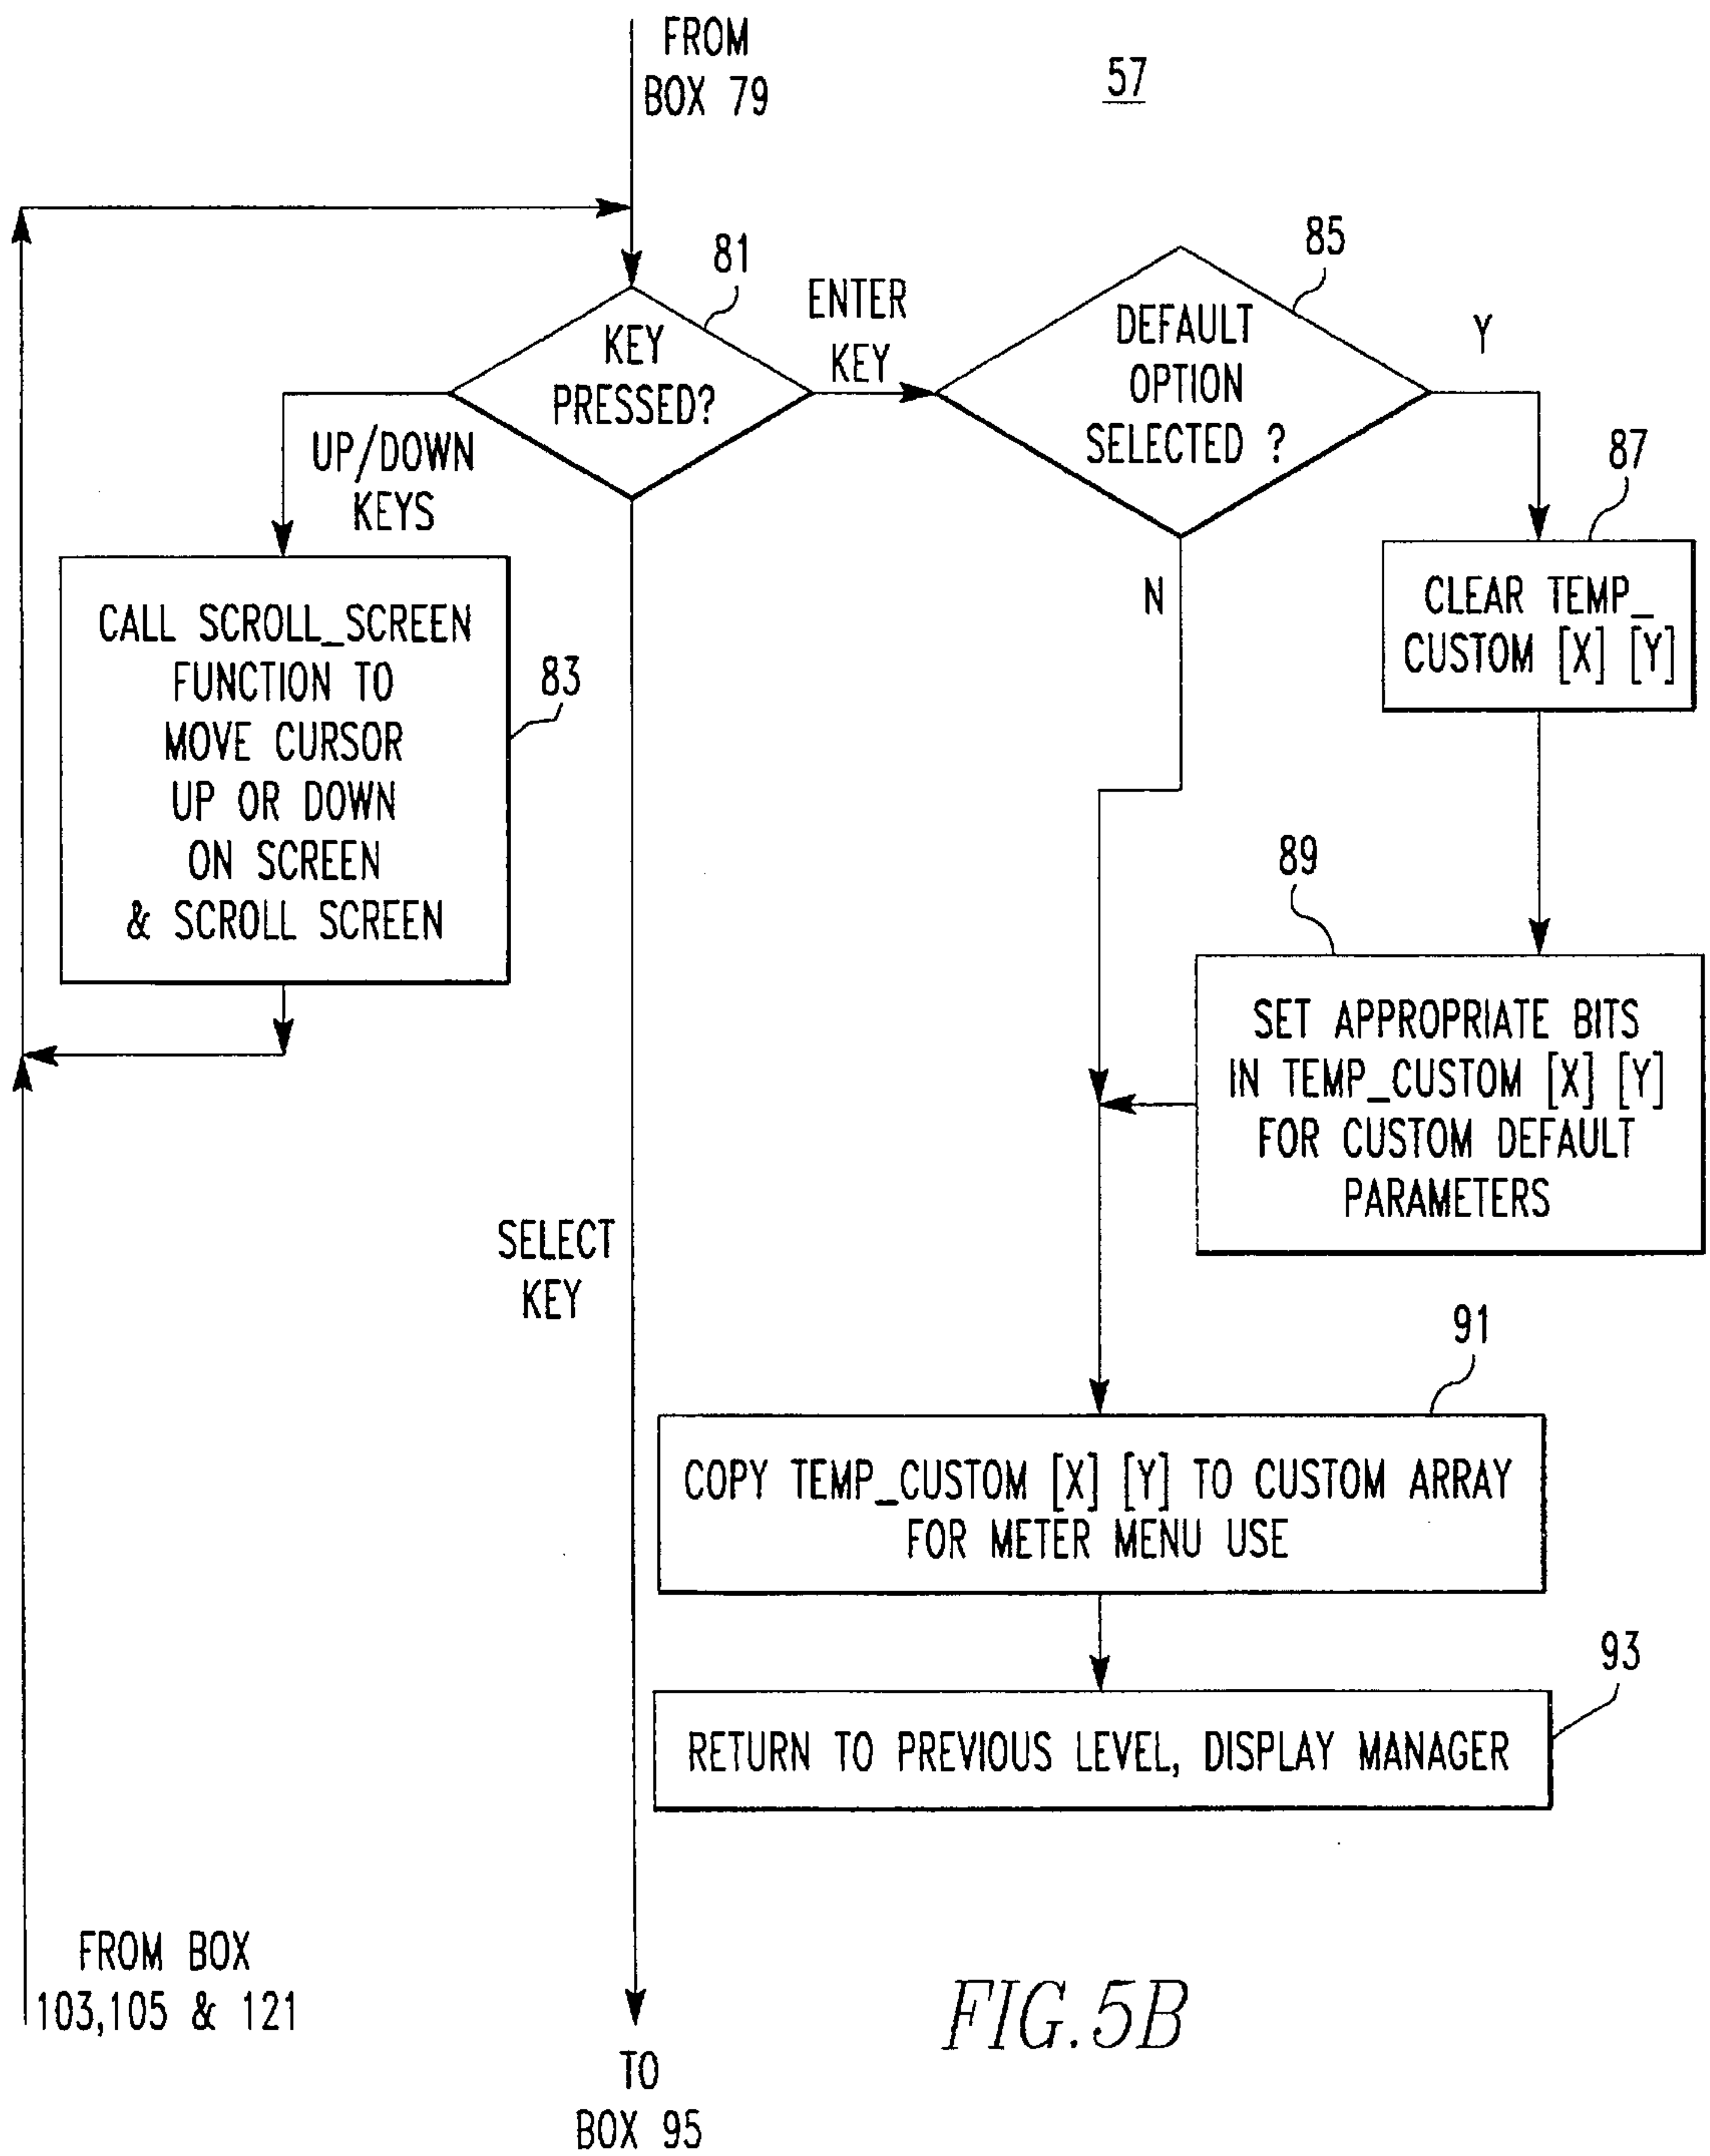 FROM
BOX 79
57
81
KEY
PRESSED?
ENTER
KEY
85
DEFAULT
OPTION
SELECTED ?
Y
N
UP/DOWN
KEYS
87
CLEAR TEMP_
CUSTOM [X] [Y]
CALL SCROLL_SCREEN
FUNCTION TO
MOVE CURSOR
UP OR DOWN
ON SCREEN
& SCROLL SCREEN
83
89
SET APPROPRIATE BITS
IN TEMP_CUSTOM [X] [Y]
FOR CUSTOM DEFAULT
PARAMETERS
SELECT
KEY
91
COPY TEMP_CUSTOM [X] [Y] TO CUSTOM ARRAY
FOR METER MENU USE
93
RETURN TO PREVIOUS LEVEL, DISPLAY MANAGER
FROM BOX
103,105 & 121
TO
BOX 95
FIG.5B